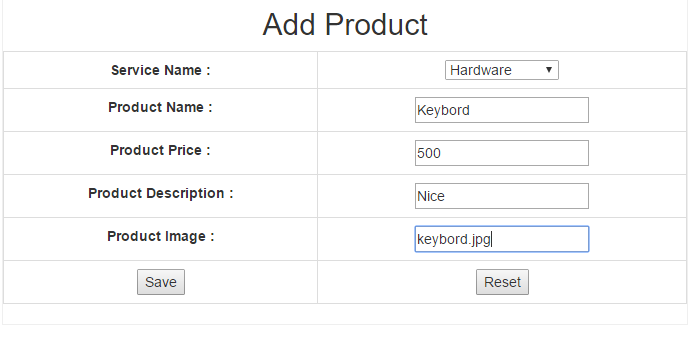 Add Product
Service Name : Hardware
Product Name : Keybord
Product Price : 500
Product Description : Nice
Product Image : keybord.jpg
Save Reset